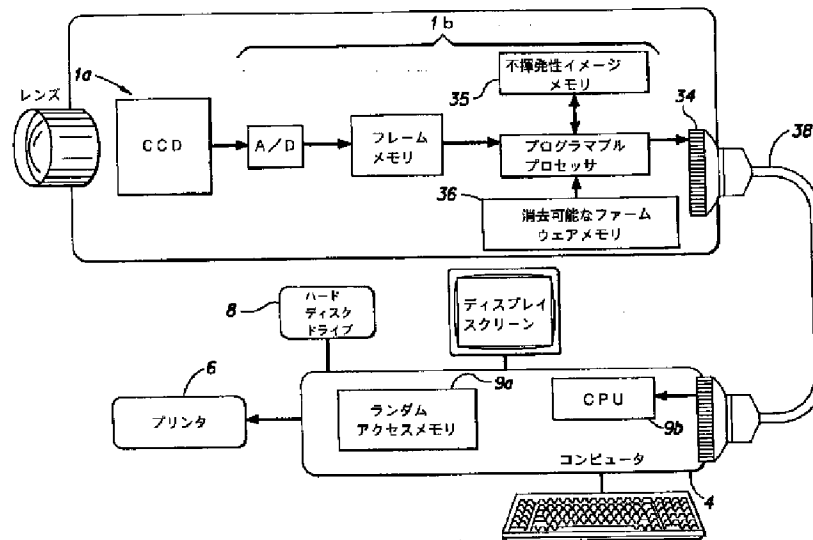 1b
1a
レンズ
CCD
A/D
フレーム
メモリ
35
不揮発性イメージ
メモリ
プログラマブル
プロセッサ
36
消去可能なファーム
ウェアメモリ
34
38
8
ハード
ディスク
ドライブ
ディスプレイ
スクリーン
6
プリンタ
9a
ランダム
アクセスメモリ
CPU
9b
コンピュータ
4